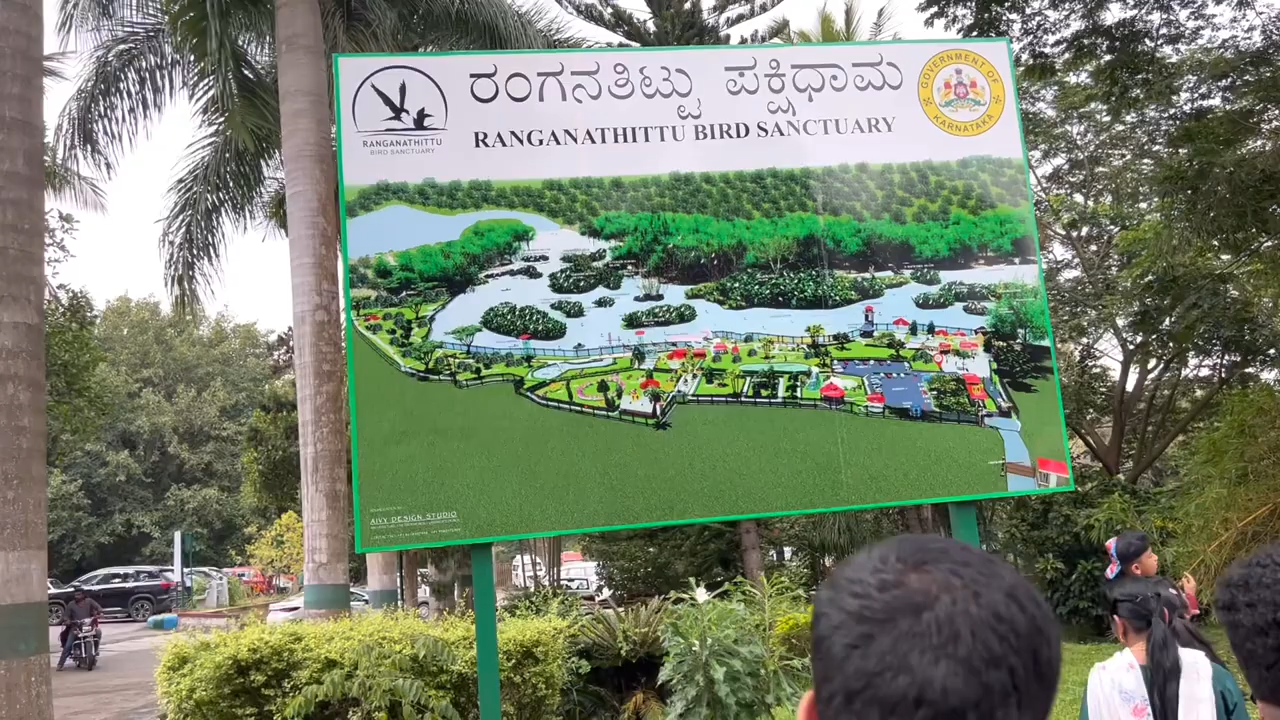 ರಂಗನತಿಟ್ಟು ಪಕ್ಷಿಧಾಮ
RANGANATHITTU BIRD SANCTUARY
RANGANATHITTU
BIRD SANCTUARY
GOVERNMENT OF
KARNATAKA
AIVY DESIGN STUDIO